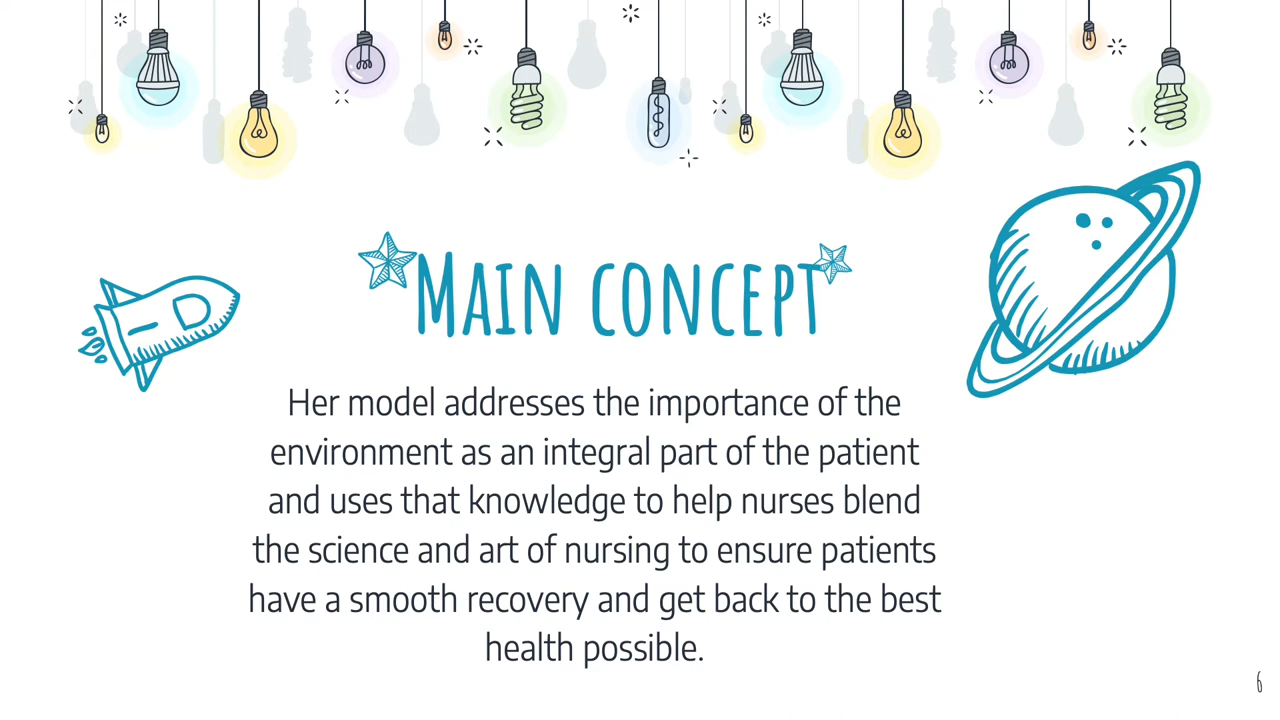 Main concept
Her model addresses the importance of the
environment as an integral part of the patient
and uses that knowledge to help nurses blend
the science and art of nursing to ensure patients
have a smooth recovery and get back to the best
health possible.
6